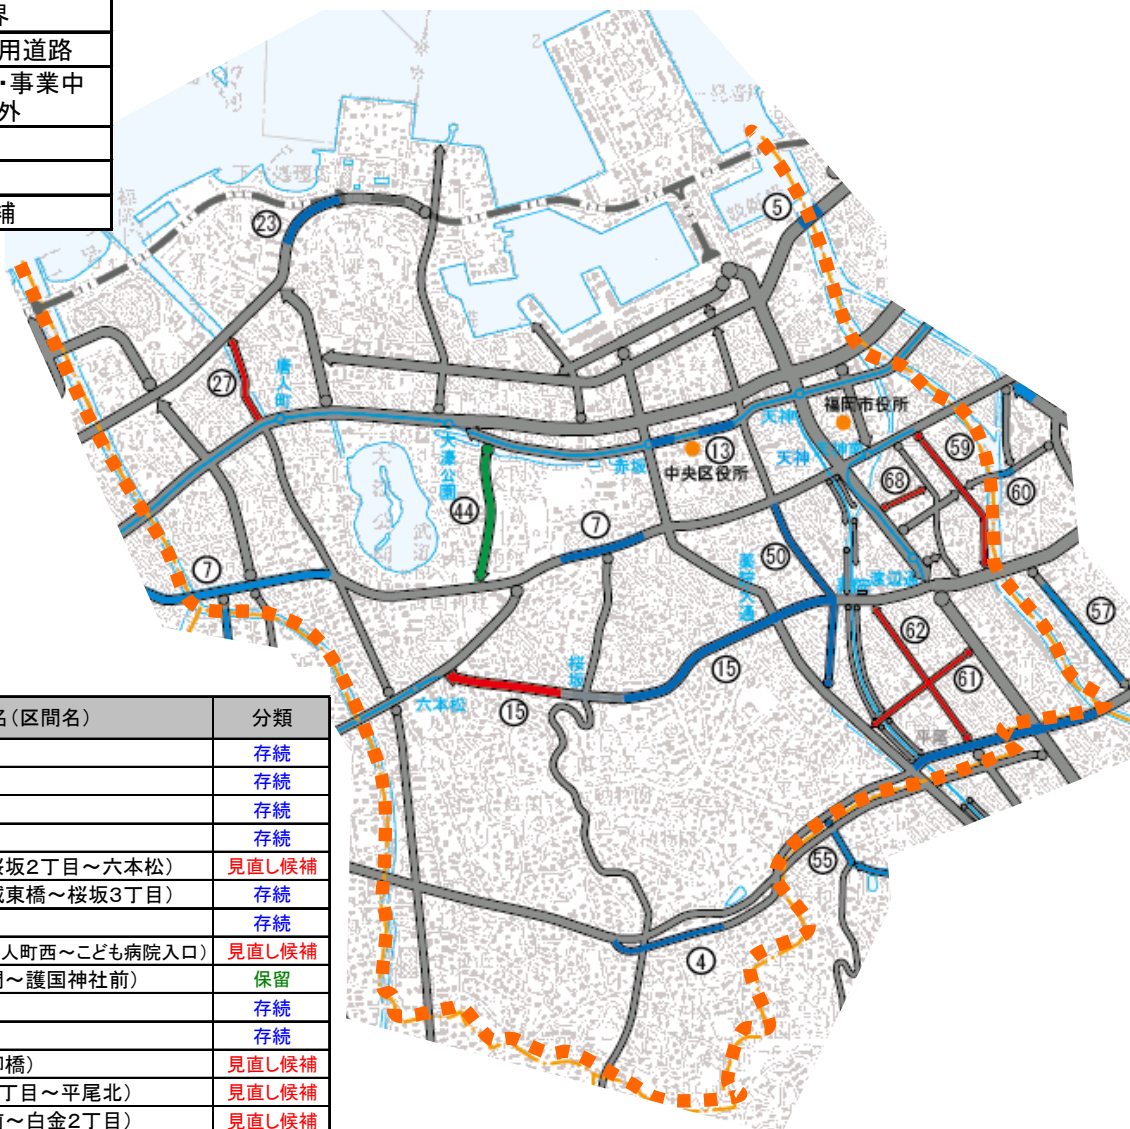 界
用道路
・事業中
外
補
2
㉓
⑤
㉗
唐人町
大濠公園
天神
福岡市役所
天神
赤坂
⑬
中央区役所
59
68
60
44
⑦
50
薬院大通
渡辺通
⑦
57
62
61
⑮
桜坂
六本松
⑮
平尾
55
④
名(区間名) 分類
存続
存続
存続
存続
桜坂2丁目～六本松) 見直し候補
城東橋～桜坂3丁目) 存続
存続
人町西～こども病院入口) 見直し候補
～護国神社前) 保留
存続
存続
橋) 見直し候補
丁目～平尾北) 見直し候補
～白金2丁目) 見直し候補